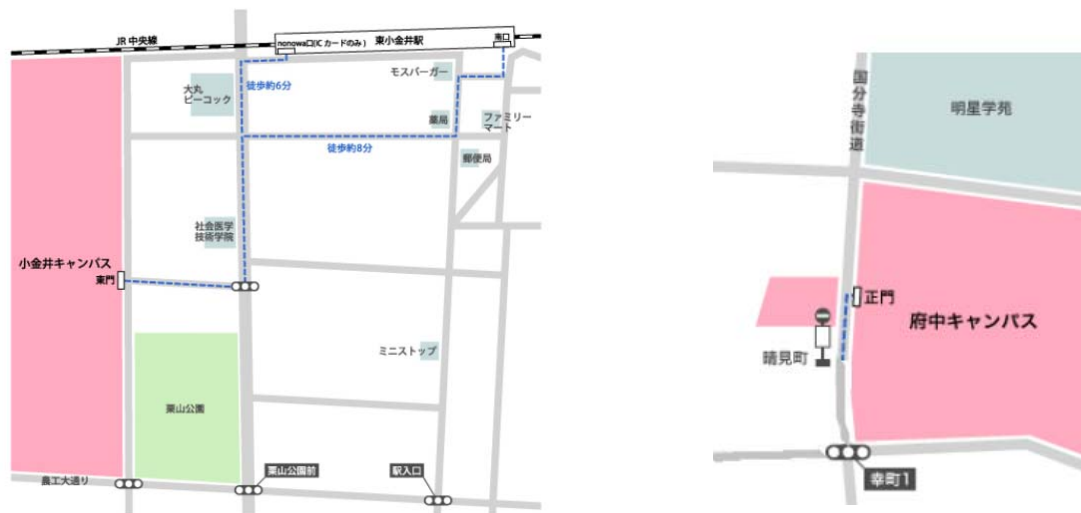 JR 中央線
nonowa口(IC カードのみ)
東小金井駅
南口
徒歩約6分
モスバーガー
大丸
ピーコック
薬局
ファミリー
マート
徒歩約8分
郵便局
社会医学
技術学院
小金井キャンパス
東門
ミニストップ
栗山公園
農工大通り
栗山公園前
駅入口
国分寺街道
明星学苑
正門
府中キャンパス
晴見町
幸町1